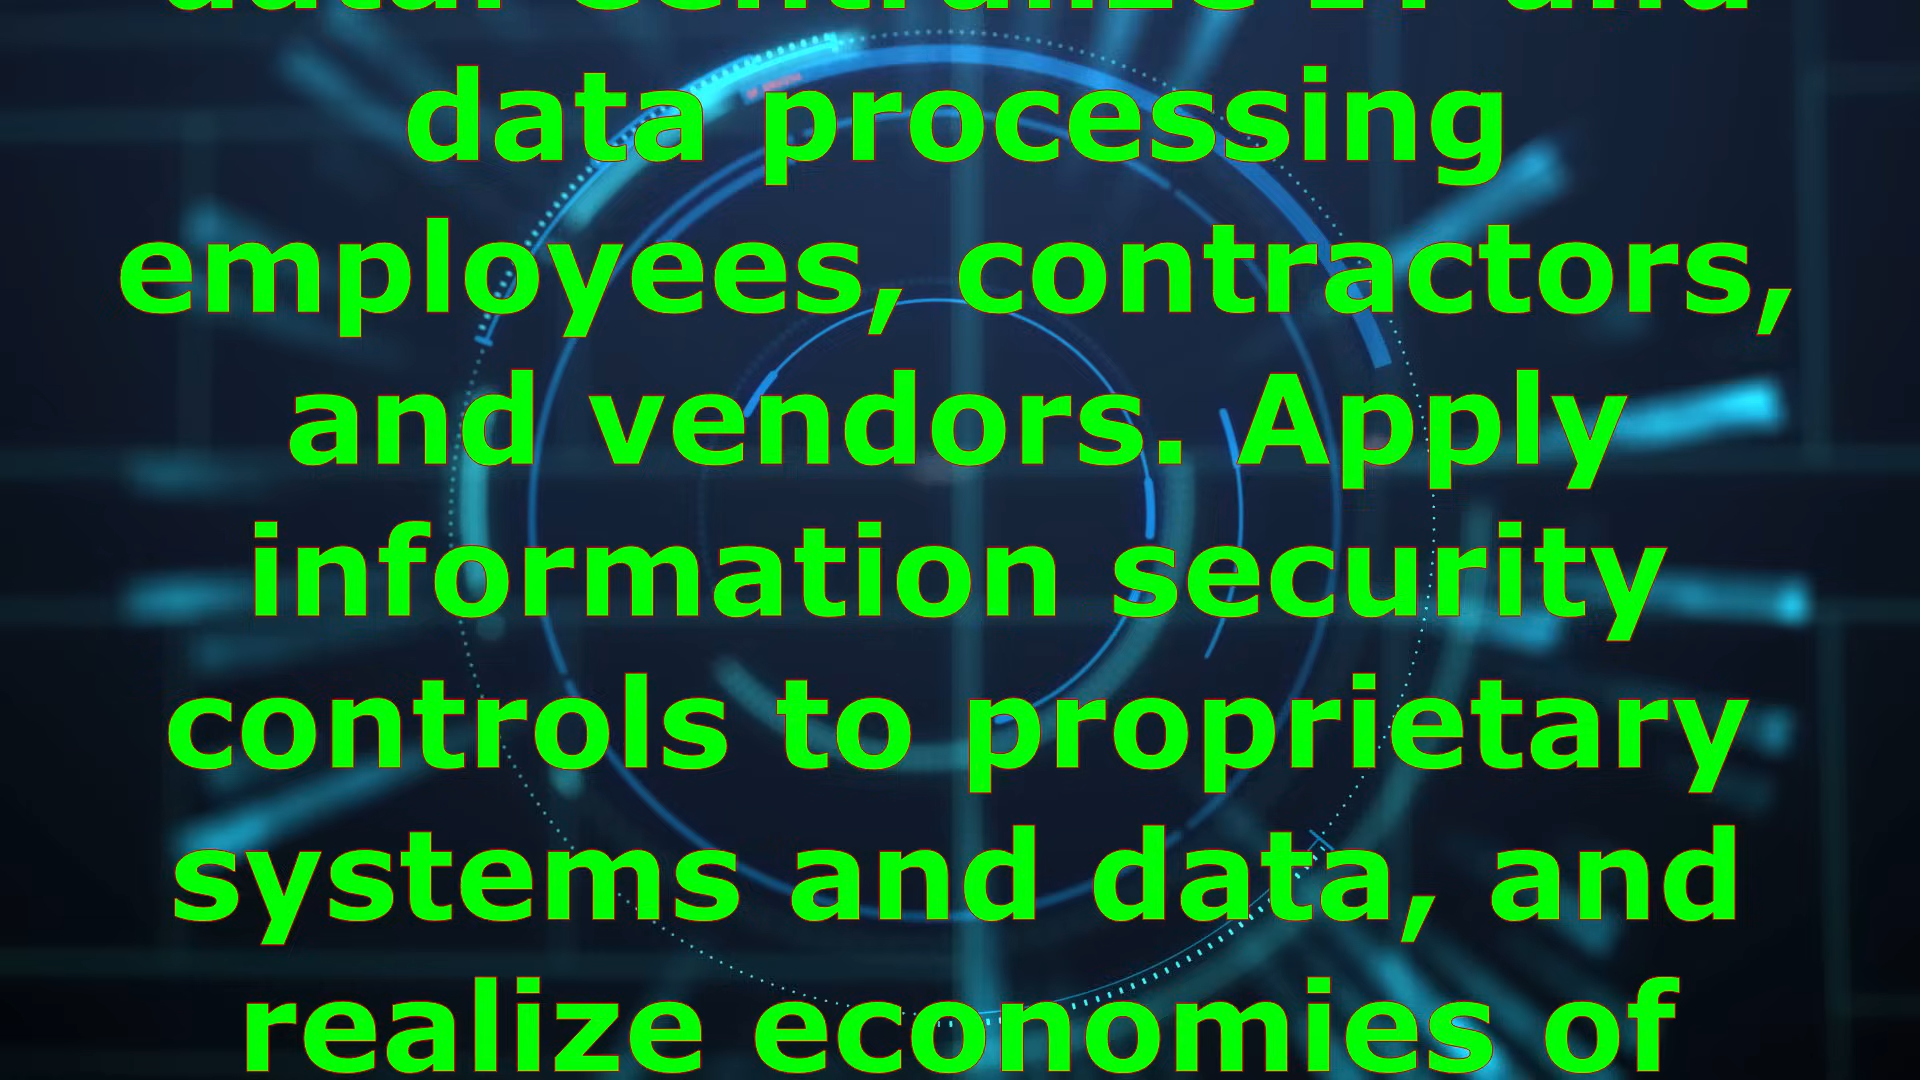 data. Centralize IT and
data processing
employees, contractors,
and vendors. Apply
information security
controls to proprietary
systems and data, and
realize economies of